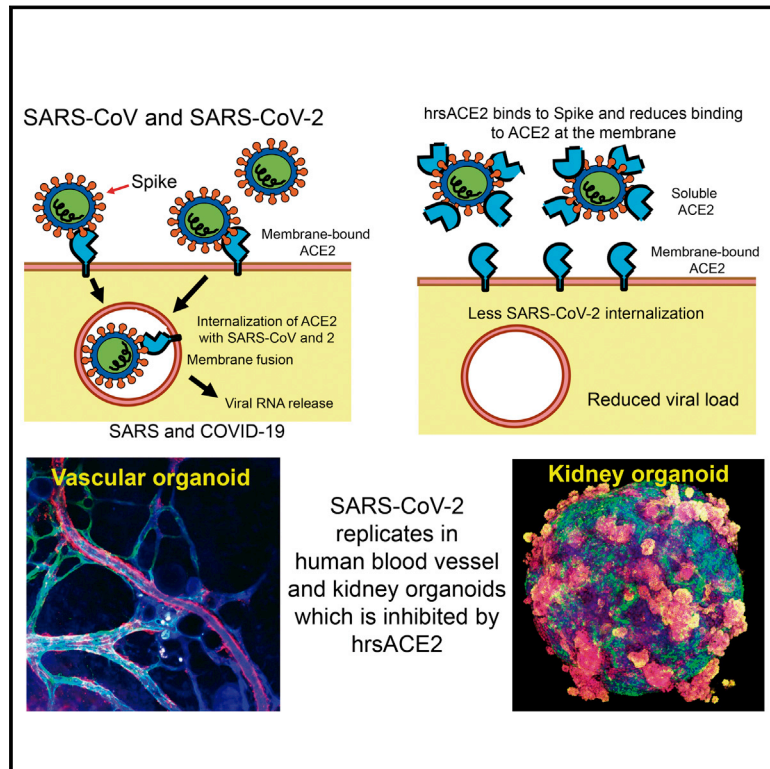 SARS-CoV and SARS-CoV-2
Spike
Membrane-bound
ACE2
Internalization of ACE2
with SARS-CoV and 2
Membrane fusion
Viral RNA release
SARS and COVID-19
hrsACE2 binds to Spike and reduces binding
to ACE2 at the membrane
Soluble
ACE2
Membrane-bound
ACE2
Less SARS-CoV-2 internalization
Reduced viral load
Vascular organoid
SARS-CoV-2
replicates in
human blood vessel
and kidney organoids
which is inhibited by
hrsACE2
Kidney organoid